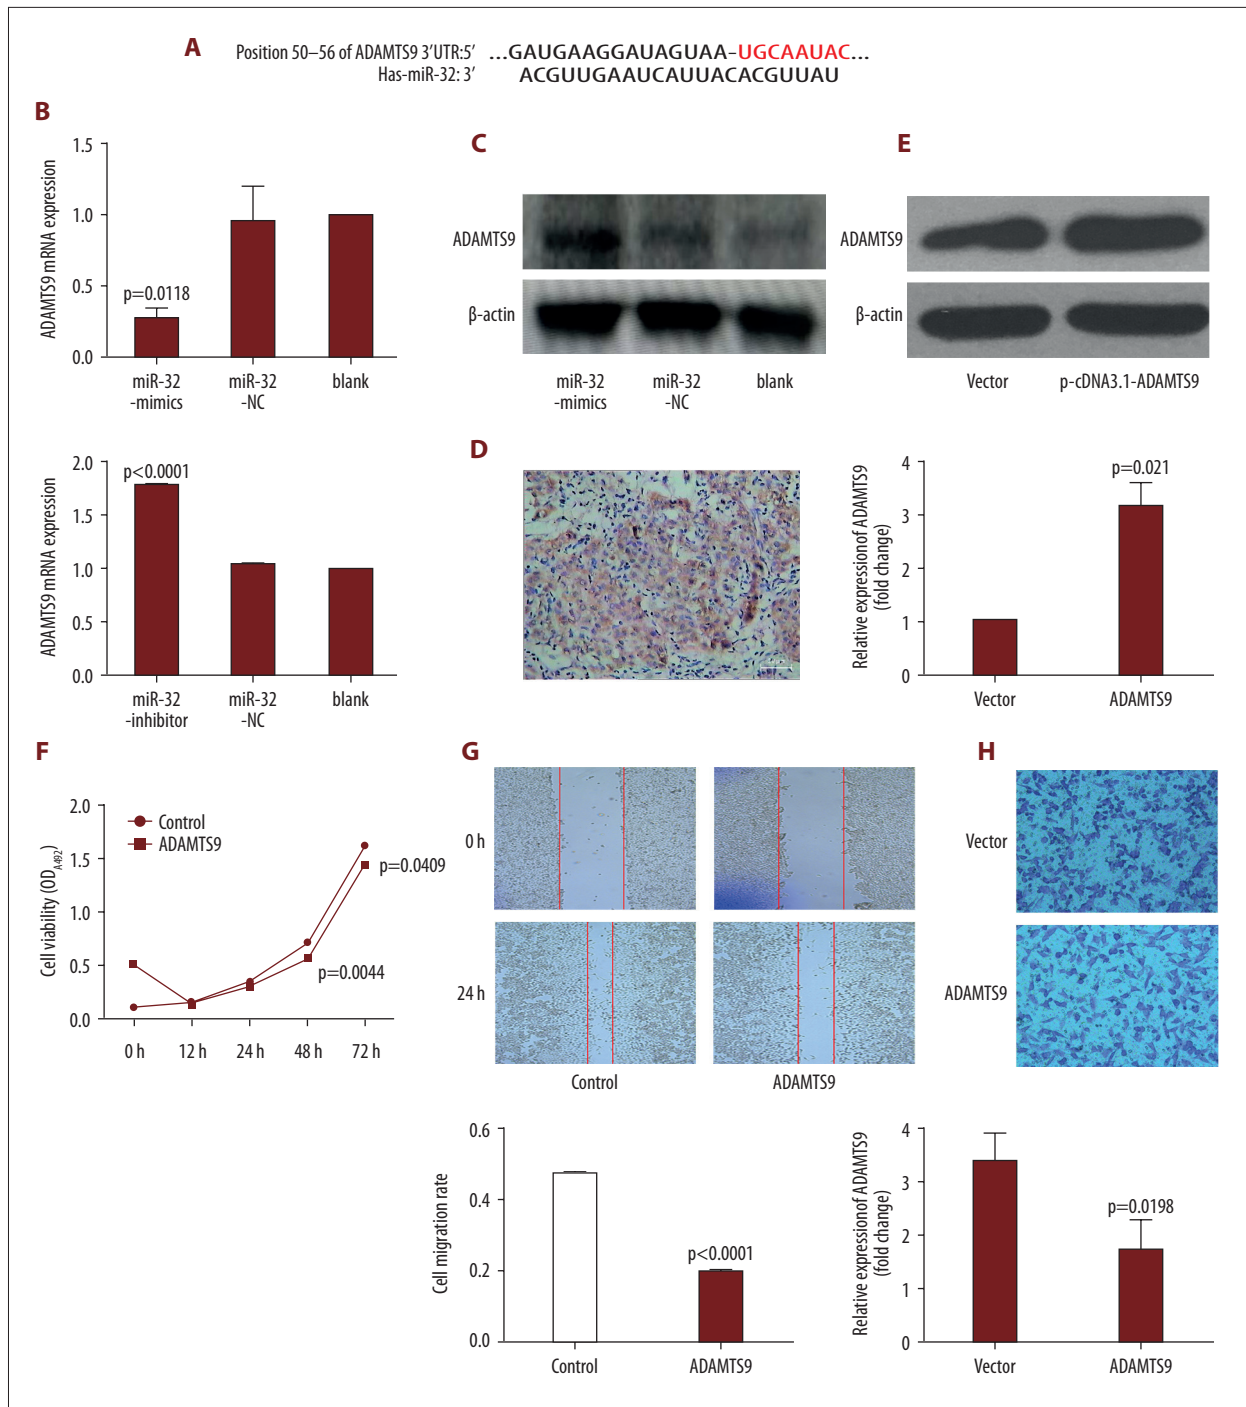 A
Position 50–56 of ADAMTS9 3'UTR:5' ...GAUGAAGGAUAGUAA–UGCAAUAC...
Has-miR-32: 3' ACGUUGAAUCAUUACACGUUAU
B
ADAMTS9 mRNA expression
1.5
1.0
0.5
0.0
p=0.0118
miR-32
-mimics
miR-32
-NC
blank
ADAMTS9 mRNA expression
2.0
1.5
1.0
0.5
0.0
p<0.0001
miR-32
-inhibitor
miR-32
-NC
blank
C
ADAMTS9
β-actin
miR-32
-mimics
miR-32
-NC
blank
D
E
ADAMTS9
β-actin
Vector
p-cDNA3.1-ADAMTS9
Relative expressionof ADAMTS9
(fold change)
4
3
2
1
0
p=0.021
Vector
ADAMTS9
F
Cell viability (OD A492)
2.0
1.5
1.0
0.5
0.0
Control
ADAMTS9
p=0.0409
p=0.0044
0 h
12 h
24 h
48 h
72 h
G
0 h
24 h
Control
ADAMTS9
Cell migration rate
0.6
0.4
0.2
0.0
p<0.0001
Control
ADAMTS9
H
Vector
ADAMTS9
Relative expressionof ADAMTS9
(fold change)
4
3
2
1
0
p=0.0198
Vector
ADAMTS9